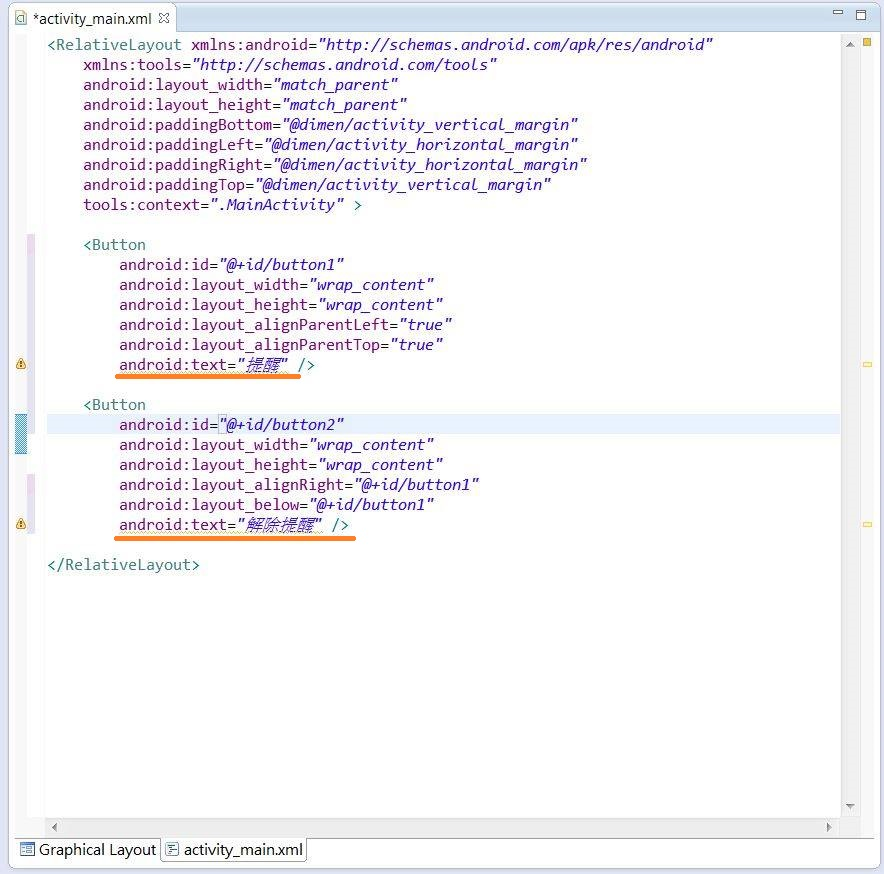 *activity_main.xml
<RelativeLayout xmlns:android="http://schemas.android.com/apk/res/android"
    xmlns:tools="http://schemas.android.com/tools"
    android:layout_width="match_parent"
    android:layout_height="match_parent"
    android:paddingBottom="@dimen/activity_vertical_margin"
    android:paddingLeft="@dimen/activity_horizontal_margin"
    android:paddingRight="@dimen/activity_horizontal_margin"
    android:paddingTop="@dimen/activity_vertical_margin"
    tools:context=".MainActivity" >
    <Button
        android:id="@+id/button1"
        android:layout_width="wrap_content"
        android:layout_height="wrap_content"
        android:layout_alignParentLeft="true"
        android:layout_alignParentTop="true"
        android:text="提醒" />
    <Button
        android:id="@+id/button2"
        android:layout_width="wrap_content"
        android:layout_height="wrap_content"
        android:layout_alignRight="@+id/button1"
        android:layout_below="@+id/button1"
        android:text="解除提醒" />
</RelativeLayout>
Graphical Layout activity_main.xml